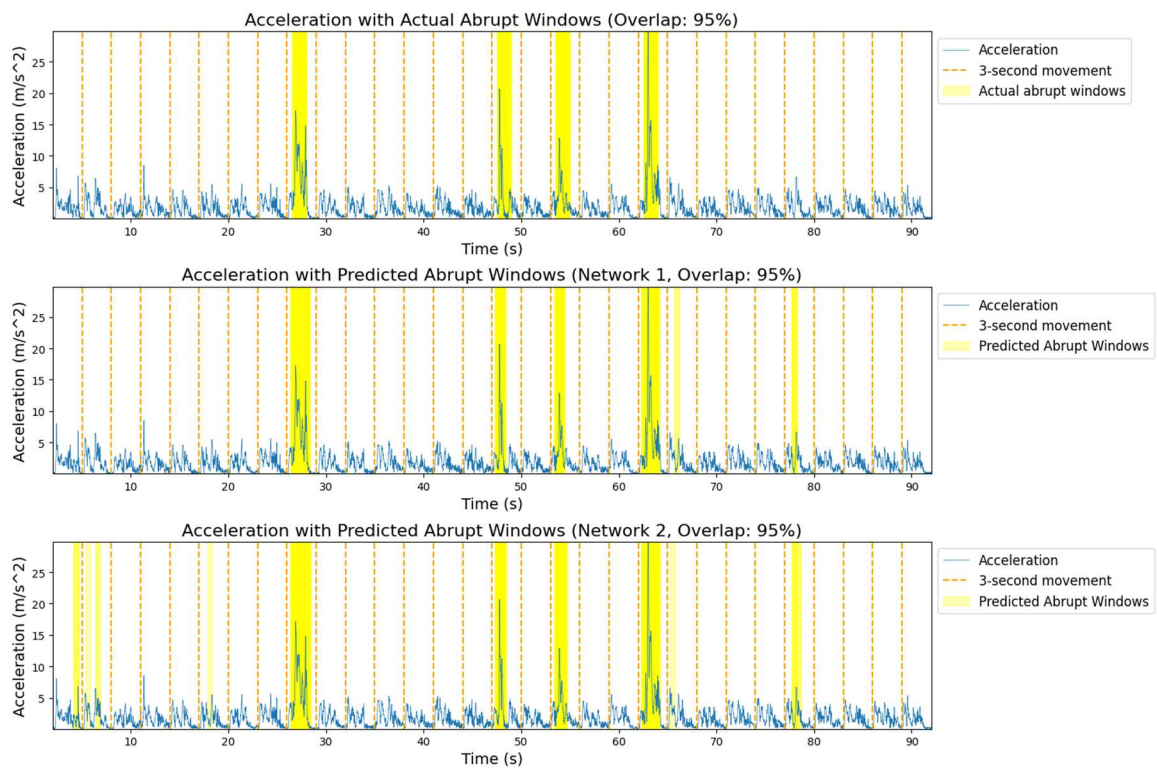 Acceleration with Actual Abrupt Windows (Overlap: 95%)
Acceleration (m/s^2)
25
20
15
10
5
10 20 30 40 50 60 70 80 90
Time (s)
Acceleration
3-second movement
Actual abrupt windows
Acceleration with Predicted Abrupt Windows (Network 1, Overlap: 95%)
Acceleration (m/s^2)
25
20
15
10
5
10 20 30 40 50 60 70 80 90
Time (s)
Acceleration
3-second movement
Predicted Abrupt Windows
Acceleration with Predicted Abrupt Windows (Network 2, Overlap: 95%)
Acceleration (m/s^2)
25
20
15
10
5
10 20 30 40 50 60 70 80 90
Time (s)
Acceleration
3-second movement
Predicted Abrupt Windows